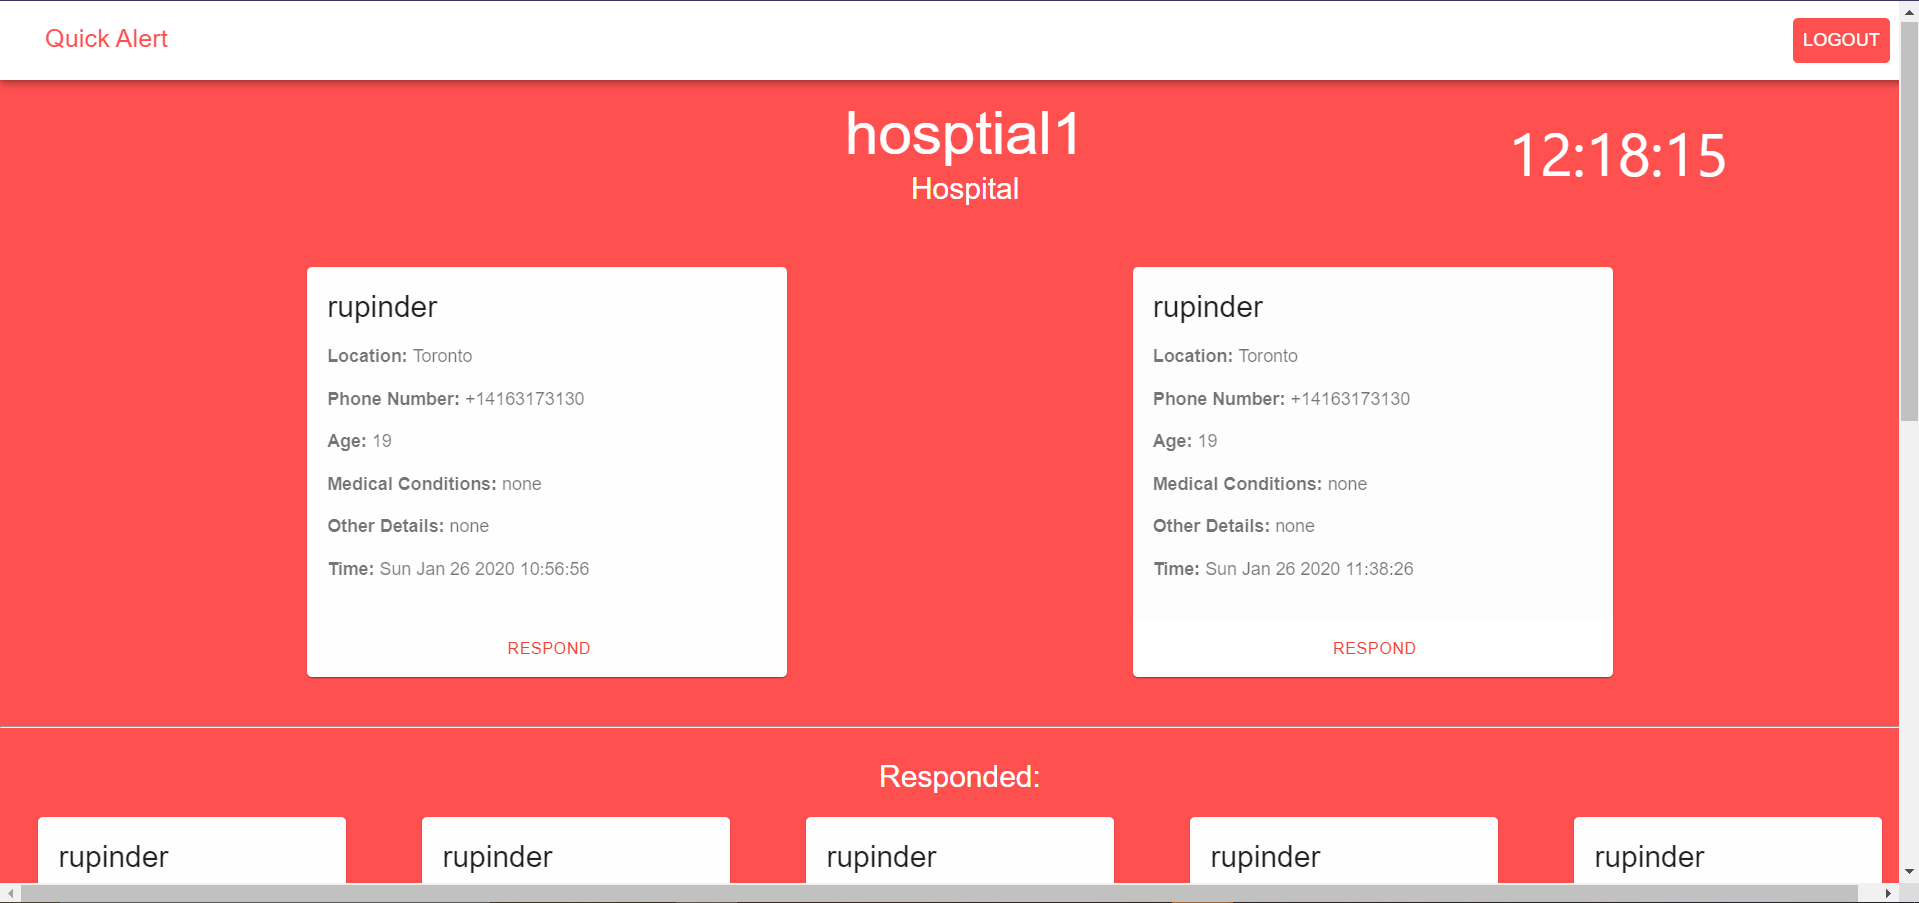 Quick Alert
LOGOUT
hosptial1
Hospital
12:18:15
rupinder
Location: Toronto
Phone Number: +14163173130
Age: 19
Medical Conditions: none
Other Details: none
Time: Sun Jan 26 2020 10:56:56
RESPOND
rupinder
Location: Toronto
Phone Number: +14163173130
Age: 19
Medical Conditions: none
Other Details: none
Time: Sun Jan 26 2020 11:38:26
RESPOND
Responded:
rupinder
rupinder
rupinder
rupinder
rupinder